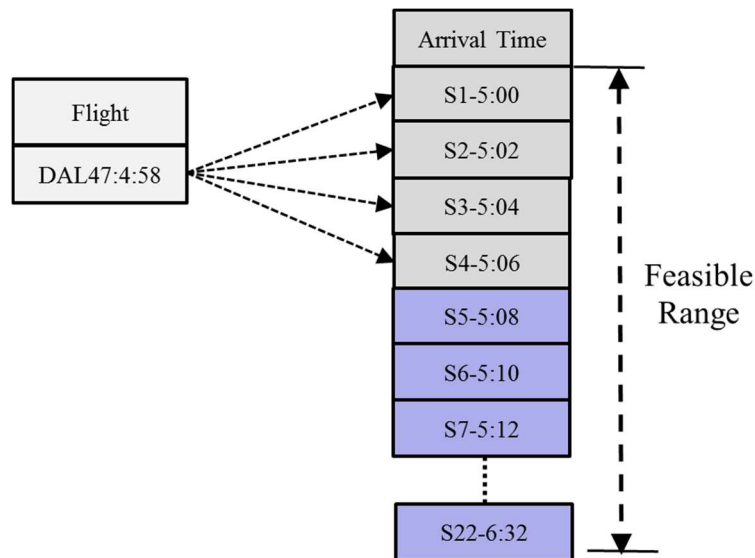 Arrival Time
Flight
DAL47:4:58
S1-5:00
S2-5:02
S3-5:04
S4-5:06
S5-5:08
S6-5:10
S7-5:12
S22-6:32
Feasible
Range